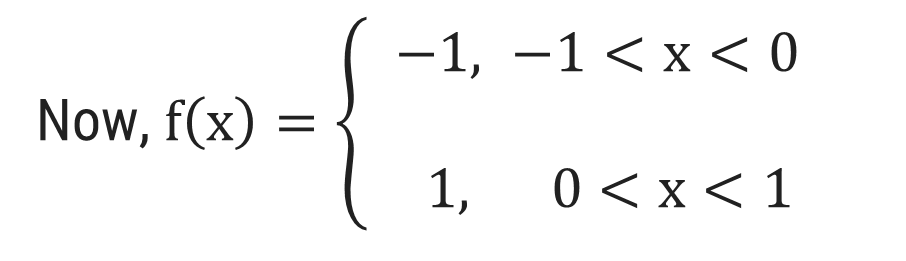 −1, −1 < x < 0
Now, f(x) = {
1, 0 < x < 1